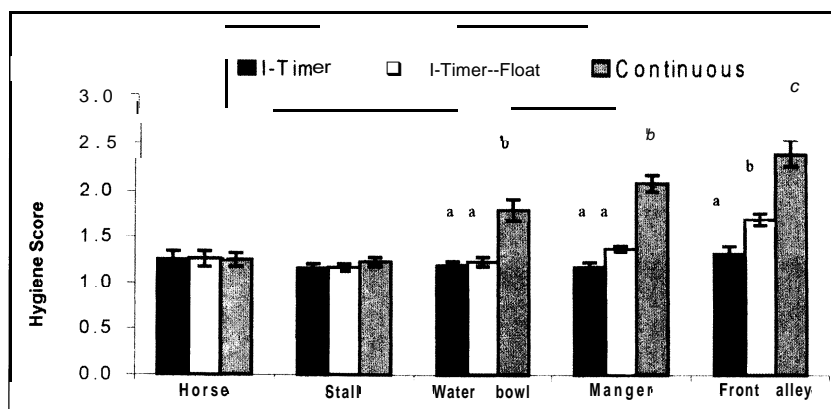 I-Timer I-Timer--Float Continuous
3.0
2.5
2.0
1.5
1.0
0.5
0.0
Hygiene Score
a a b
a a b
a b c
Horse Stall Water bowl Manger Front alley